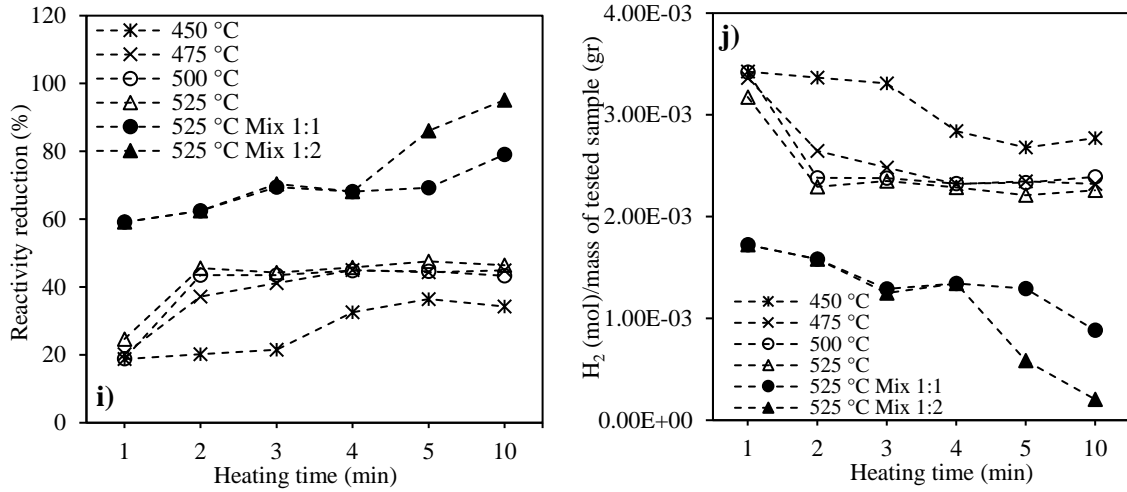 Reactivity reduction (%)
120
100
80
60
40
20
0
450 °C
475 °C
500 °C
525 °C
525 °C Mix 1:1
525 °C Mix 1:2
i)
1 2 3 4 5 10
Heating time (min)
H₂ (mol)/mass of tested sample (gr)
4.00E-03
3.00E-03
2.00E-03
1.00E-03
0.00E+00
j)
450 °C
475 °C
500 °C
525 °C
525 °C Mix 1:1
525 °C Mix 1:2
1 2 3 4 5 10
Heating time (min)